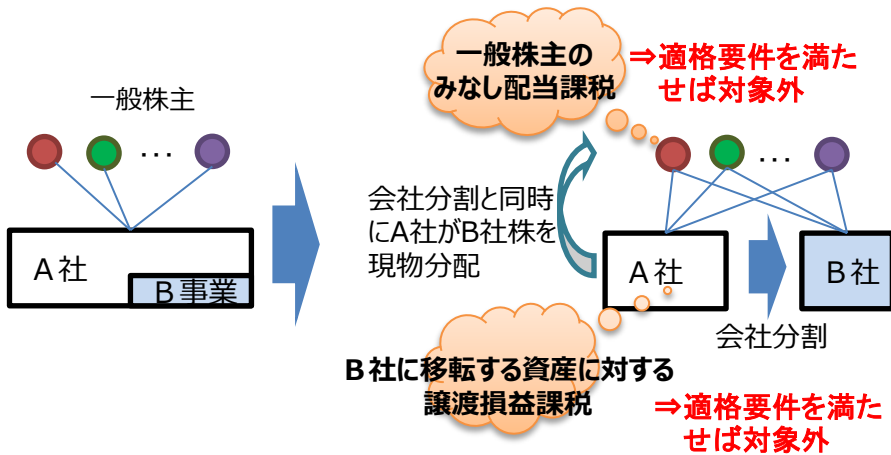 一般株主
…
A社
B事業
一般株主の
みなし配当課税
⇒適格要件を満た
せば対象外
…
会社分割と同時
にA社がB社株を
現物分配
A社
B社
会社分割
B社に移転する資産に対する
譲渡損益課税
⇒適格要件を満た
せば対象外